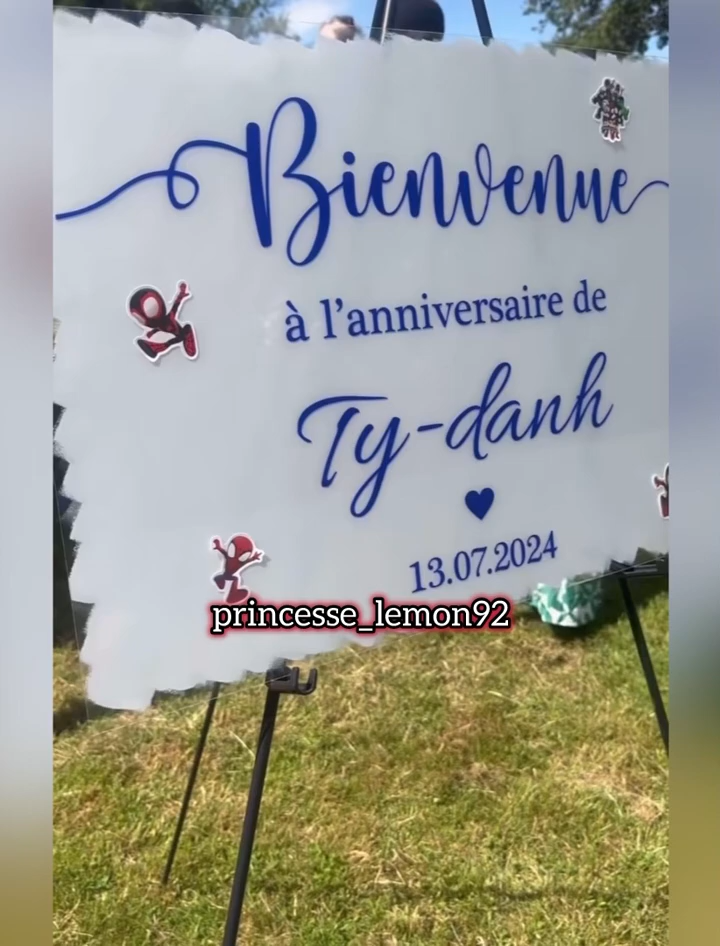 Bienvenue
à l'anniversaire de
Ty-danh
13.07.2024
princesse_lemon92